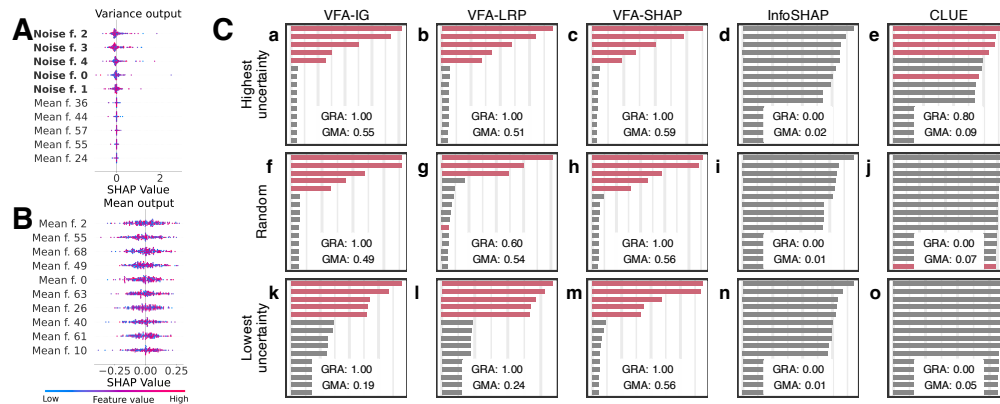 A
Variance output
Noise f. 2
Noise f. 3
Noise f. 4
Noise f. 0
Noise f. 1
Mean f. 36
Mean f. 44
Mean f. 57
Mean f. 55
Mean f. 24
0 2
SHAP Value
B
Mean output
Mean f. 2
Mean f. 55
Mean f. 68
Mean f. 49
Mean f. 0
Mean f. 63
Mean f. 26
Mean f. 40
Mean f. 61
Mean f. 10
−0.25 0.00 0.25
SHAP Value
Low Feature value High
C
VFA-IG VFA-LRP VFA-SHAP InfoSHAP CLUE
Highest
uncertainty
a b c d e
GRA: 1.00 GRA: 1.00 GRA: 1.00 GRA: 0.00 GRA: 0.80
GMA: 0.55 GMA: 0.51 GMA: 0.59 GMA: 0.02 GMA: 0.09
Random
f g h i j
GRA: 1.00 GRA: 0.60 GRA: 1.00 GRA: 0.00 GRA: 0.00
GMA: 0.49 GMA: 0.54 GMA: 0.56 GMA: 0.01 GMA: 0.07
Lowest
uncertainty
k l m n o
GRA: 1.00 GRA: 1.00 GRA: 1.00 GRA: 0.00 GRA: 0.00
GMA: 0.19 GMA: 0.24 GMA: 0.56 GMA: 0.01 GMA: 0.05